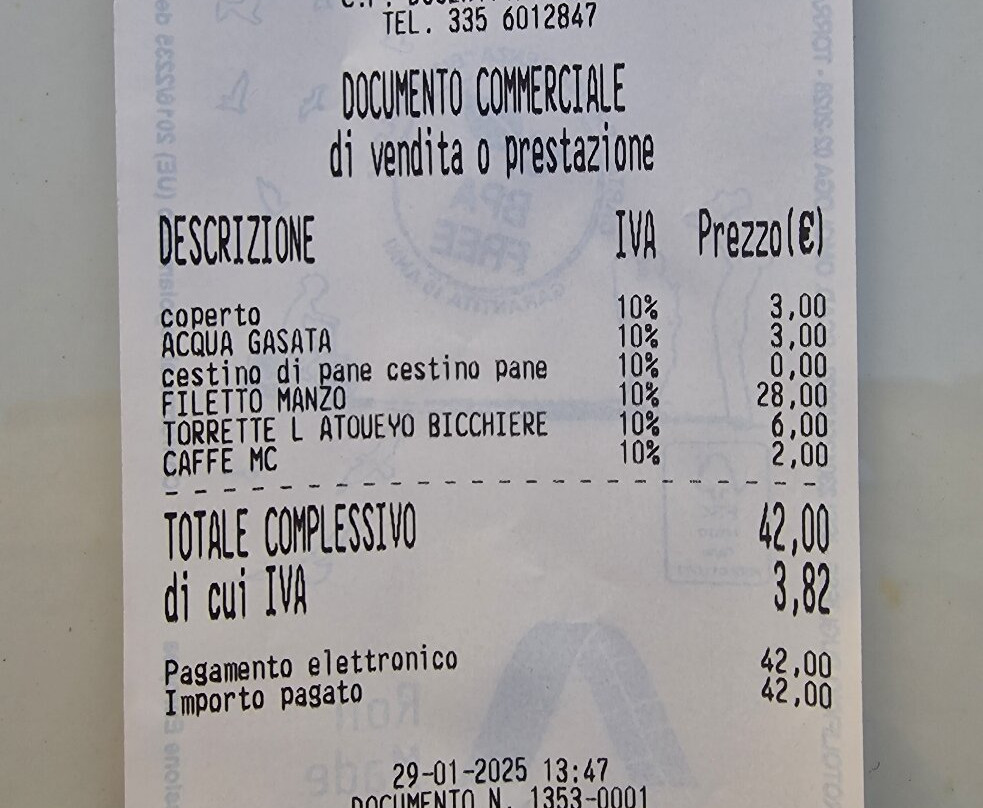 TEL. 335 6012847
DOCUMENTO COMMERCIALE
di vendita o prestazione
DESCRIZIONE IVA Prezzo(€)
coperto 10% 3,00
ACQUA GASATA 10% 3,00
cestino di pane cestino pane 10% 0,00
FILETTO MANZO 10% 28,00
TORRETTE L ATOUEYO BICCHIERE 10% 6,00
CAFFE MC 10% 2,00
TOTALE COMPLESSIVO 42,00
di cui IVA 3,82
Pagamento elettronico 42,00
Importo pagato 42,00
29-01-2025 13:47
DOCUMENTO N. 1353-0001
BPA
FREE